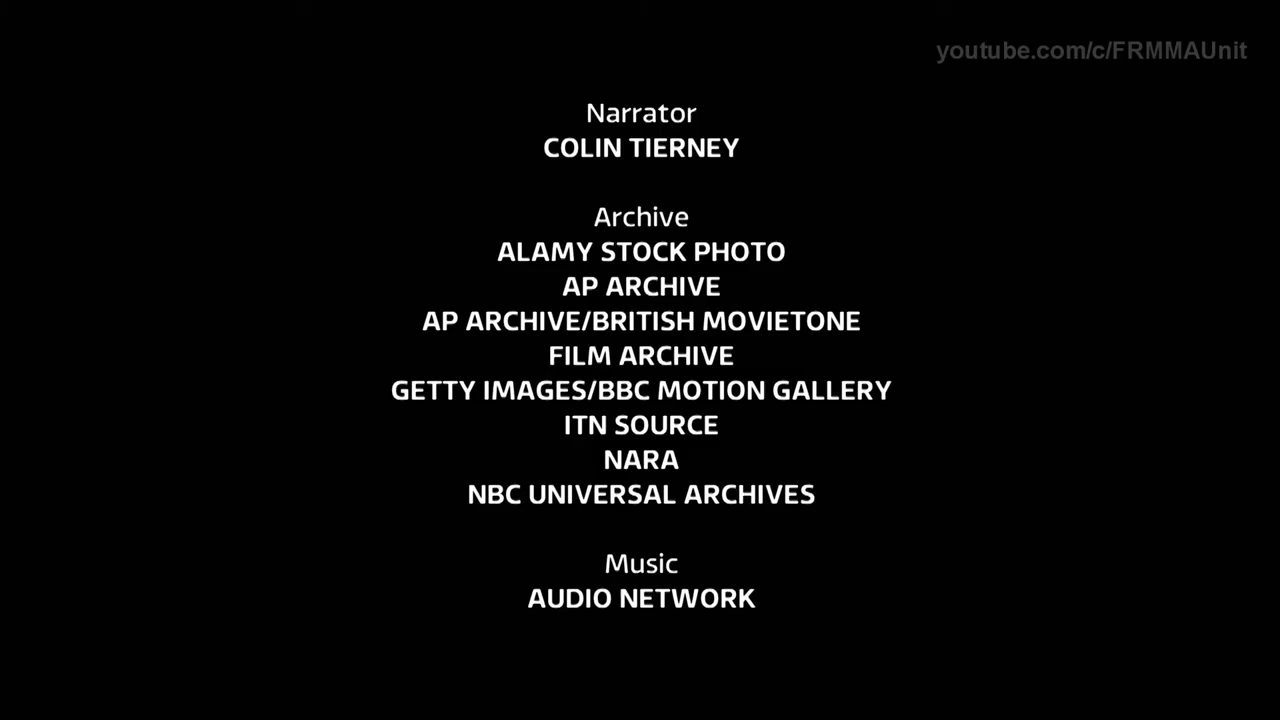 youtube.com/c/FRMMAUnit
Narrator
COLIN TIERNEY
Archive
ALAMY STOCK PHOTO
AP ARCHIVE
AP ARCHIVE/BRITISH MOVIETONE
FILM ARCHIVE
GETTY IMAGES/BBC MOTION GALLERY
ITN SOURCE
NARA
NBC UNIVERSAL ARCHIVES
Music
AUDIO NETWORK